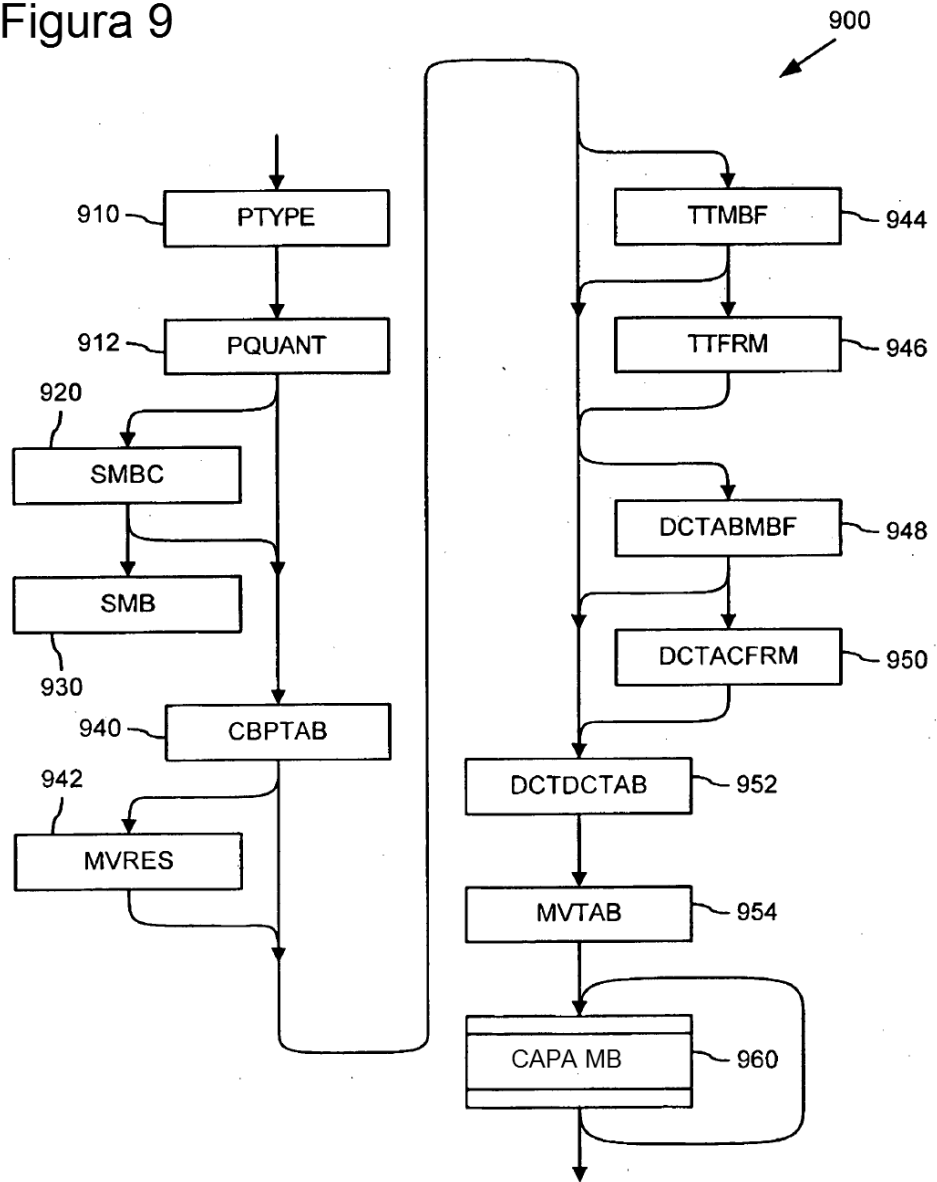 Figura 9
900
910
PTYPE
912
PQUANT
920
SMBC
SMB
930
940
CBPTAB
942
MVRES
TTMBF
944
TTFRM
946
DCTABMBF
948
DCTACFRM
950
DCTDCTAB
952
MVTAB
954
CAPA MB
960